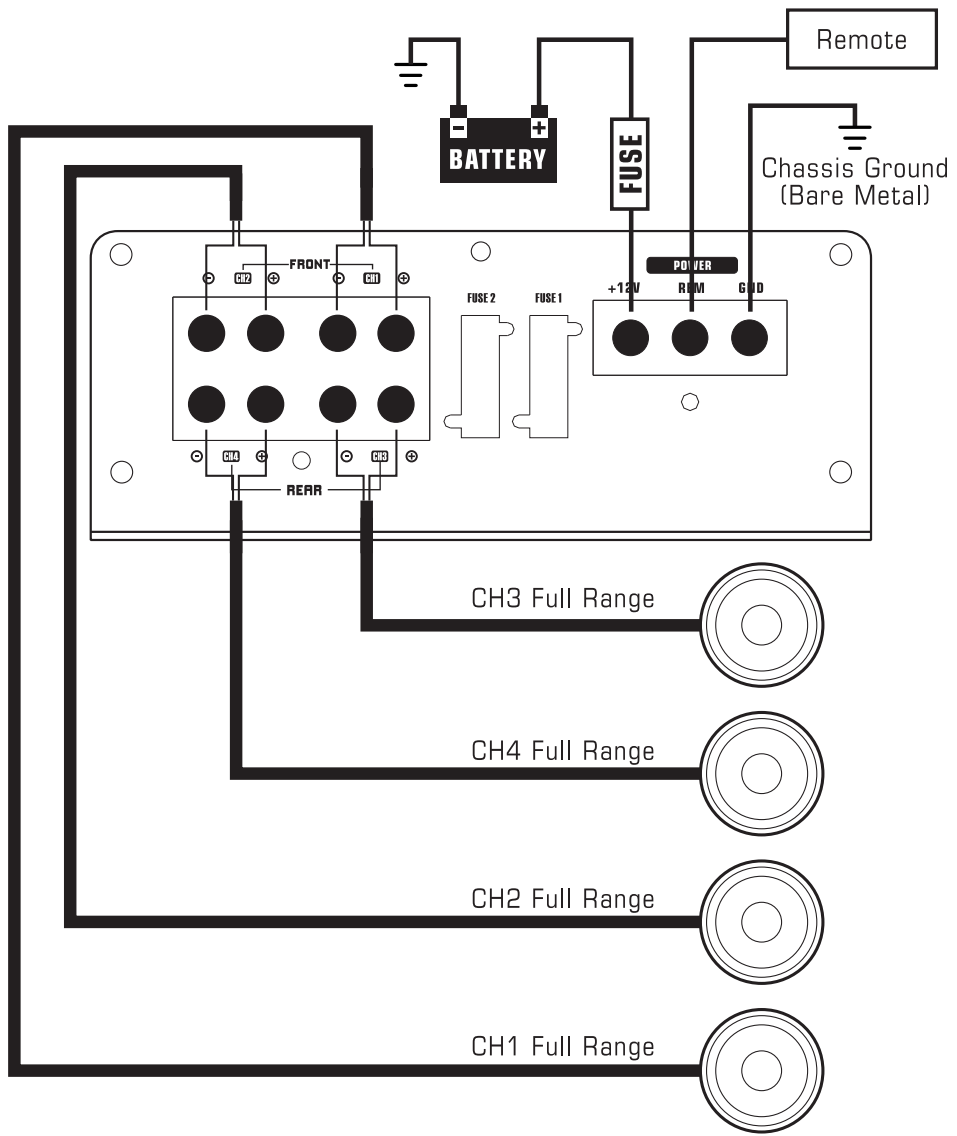 Remote
- +
BATTERY
FUSE
Chassis Ground
(Bare Metal)
FRONT
- CH2 + - CH1 +
FUSE 2 FUSE 1
POWER
+12V REM GND
- CH4 + - CH3 +
REAR
CH3 Full Range
CH4 Full Range
CH2 Full Range
CH1 Full Range